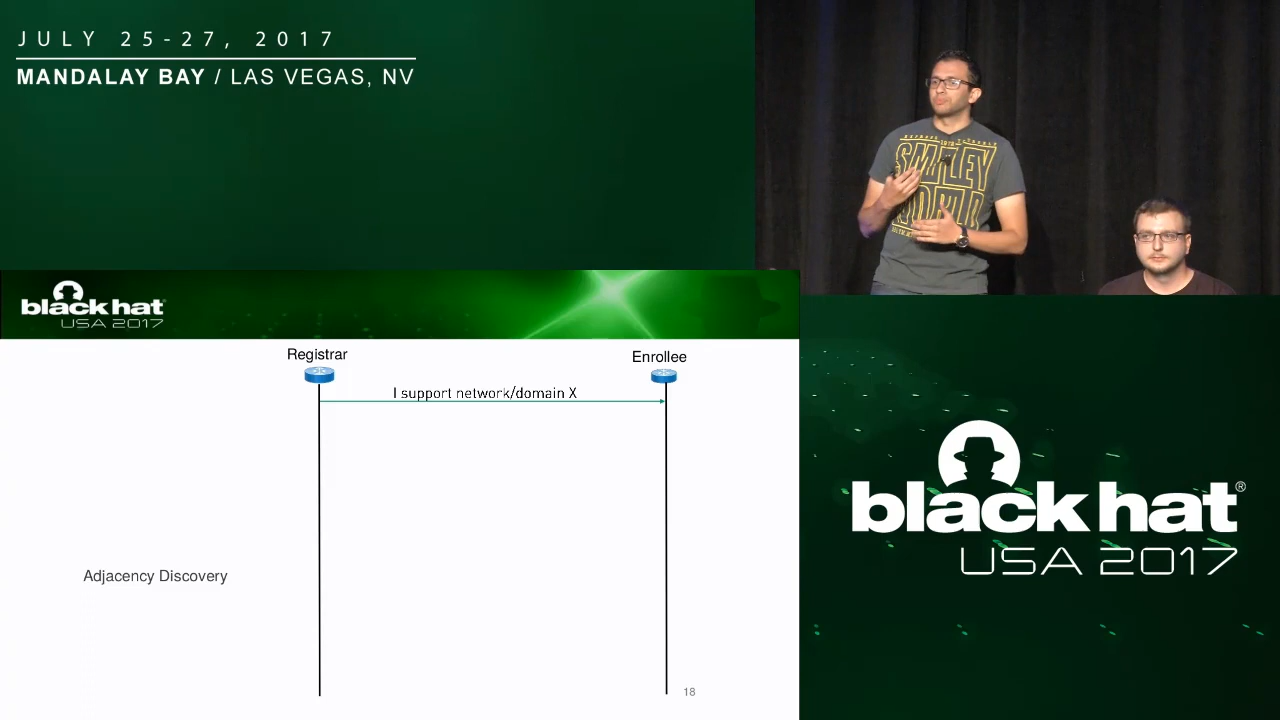 JULY 25-27, 2017
MANDALAY BAY / LAS VEGAS, NV
SMILEY
black hat
USA 2017
Registrar
Enrollee
I support network/domain X
Adjacency Discovery
18
black hat®
USA 2017